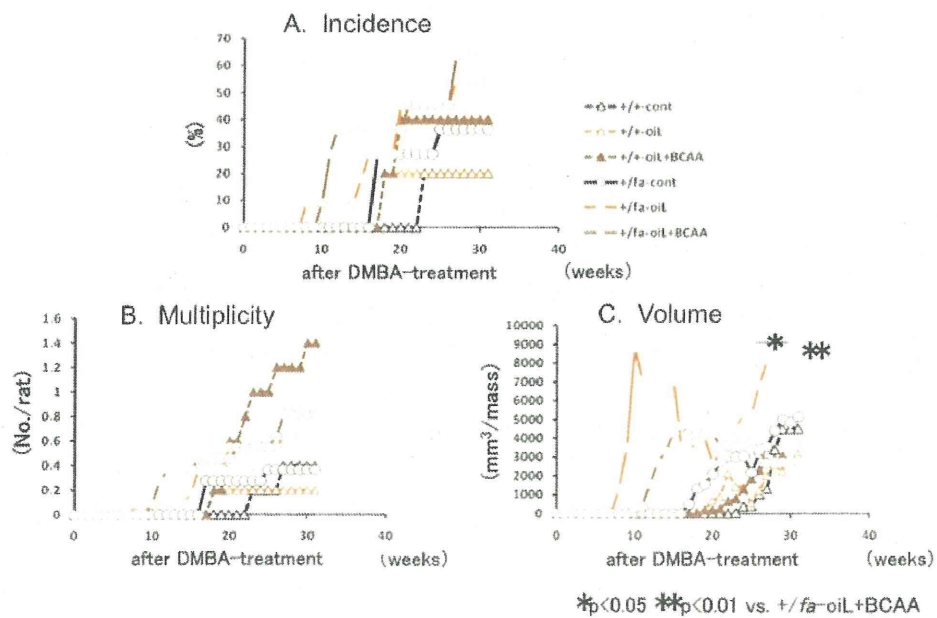 A. Incidence
70
60
50
40
30
20
10
0
(%)
0 10 20 30 40
after DMBA-treatment (weeks)
+/+-cont
+/+-oiL
+/+-oiL+BCAA
+/fa-cont
+/fa-oiL
+/fa-oiL+BCAA
B. Multiplicity
1.6
1.4
1.2
1
0.8
0.6
0.4
0.2
0
(No./rat)
0 10 20 30 40
after DMBA-treatment (weeks)
C. Volume
10000
9000
8000
7000
6000
5000
4000
3000
2000
1000
0
(mm³/mass)
* **
0 10 20 30 40
after DMBA-treatment (weeks)
*p<0.05 **p<0.01 vs. +/fa-oiL+BCAA